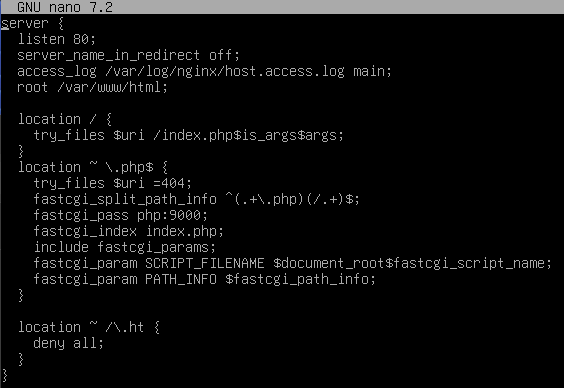 GNU nano 7.2
server {
  listen 80;
  server_name_in_redirect off;
  access_log /var/log/nginx/host.access.log main;
  root /var/www/html;

  location / {
    try_files $uri /index.php$is_args$args;
  }
  location ~ \.php$ {
    try_files $uri =404;
    fastcgi_split_path_info ^(.+\.php)(/.+)$;
    fastcgi_pass php:9000;
    fastcgi_index index.php;
    include fastcgi_params;
    fastcgi_param SCRIPT_FILENAME $document_root$fastcgi_script_name;
    fastcgi_param PATH_INFO $fastcgi_path_info;
  }

  location ~ /\.ht {
    deny all;
  }
}